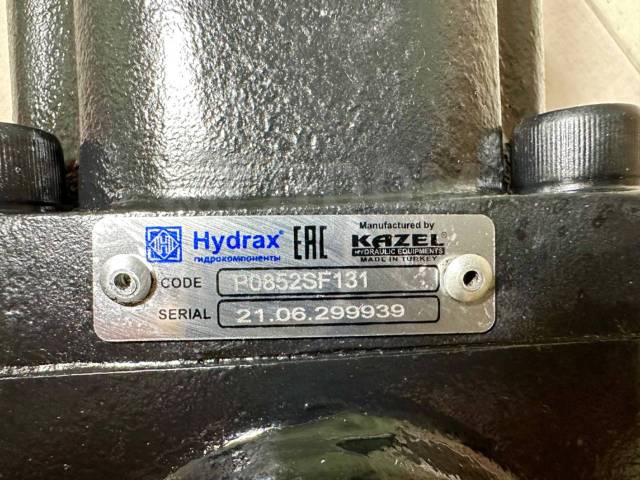 Hydrax®
гидрокомпоненты
EAC
Manufactured by
KAZEL
HYDRAULIC EQUIPMENTS
MADE IN TURKEY
CODE P0852SF131
SERIAL 21.06.299939